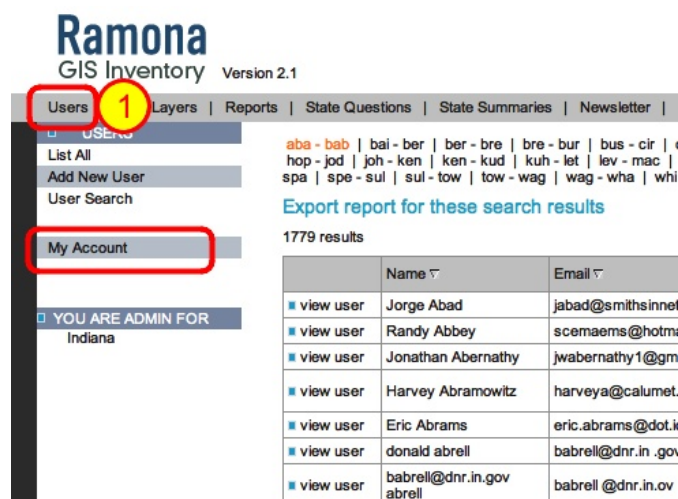 Ramona
GIS Inventory Version 2.1
Users 1 Layers | Reports | State Questions | State Summaries | Newsletter |
USERS
List All
Add New User
User Search
My Account
YOU ARE ADMIN FOR
Indiana
aba - bab | bai - ber | ber - bre | bre - bur | bus - cir |
hop - jod | joh - ken | ken - kud | kuh - let | lev - mac |
spa | spe - sul | sul - tow | tow - wag | wag - wha | whi
Export report for these search results
1779 results
Name Email
view user Jorge Abad jabad@smithsinnet
view user Randy Abbey scemaems@hotma
view user Jonathan Abernathy jwabernathy1@gm
view user Harvey Abramowitz harveya@calumet.
view user Eric Abrams eric.abrams@dot.i
view user donald abrell babrell@dnr.in .gov
view user babrell@dnr.in.gov abrell babrell @dnr.in.ov